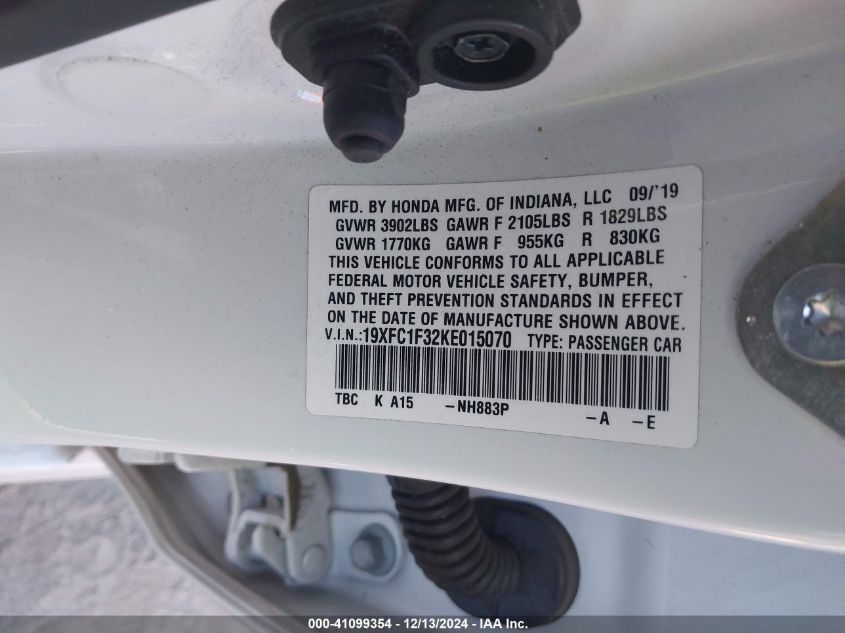 MFD. BY HONDA MFG. OF INDIANA, LLC 09/'19
GVWR 3902LBS GAWR F 2105LBS R 1829LBS
GVWR 1770KG GAWR F 955KG R 830KG
THIS VEHICLE CONFORMS TO ALL APPLICABLE
FEDERAL MOTOR VEHICLE SAFETY, BUMPER,
AND THEFT PREVENTION STANDARDS IN EFFECT
ON THE DATE OF MANUFACTURE SHOWN ABOVE.
V.I.N.:19XFC1F32KE015070 TYPE: PASSENGER CAR
TBC K A15 -NH883P -A -E
000-41099354 / 12/13/2024 - IAA Inc.